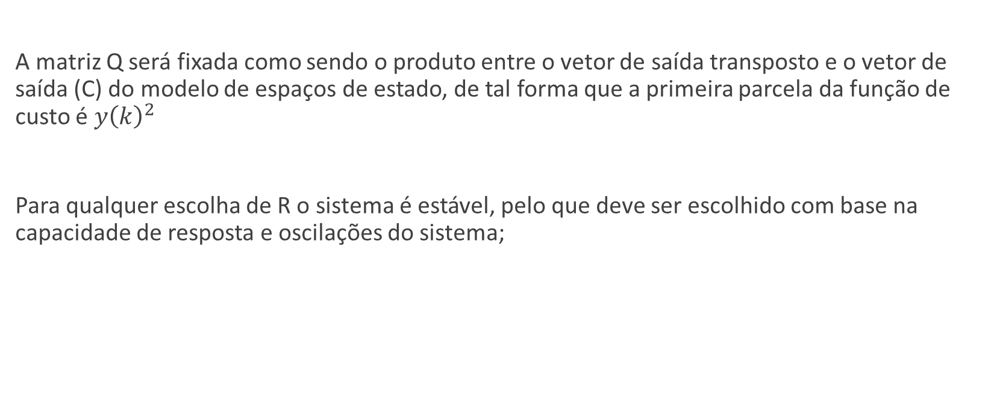 A matriz Q será fixada como sendo o produto entre o vetor de saída transposto e o vetor de
saída (C) do modelo de espaços de estado, de tal forma que a primeira parcela da função de
custo é y(k)²
Para qualquer escolha de R o sistema é estável, pelo que deve ser escolhido com base na
capacidade de resposta e oscilações do sistema;